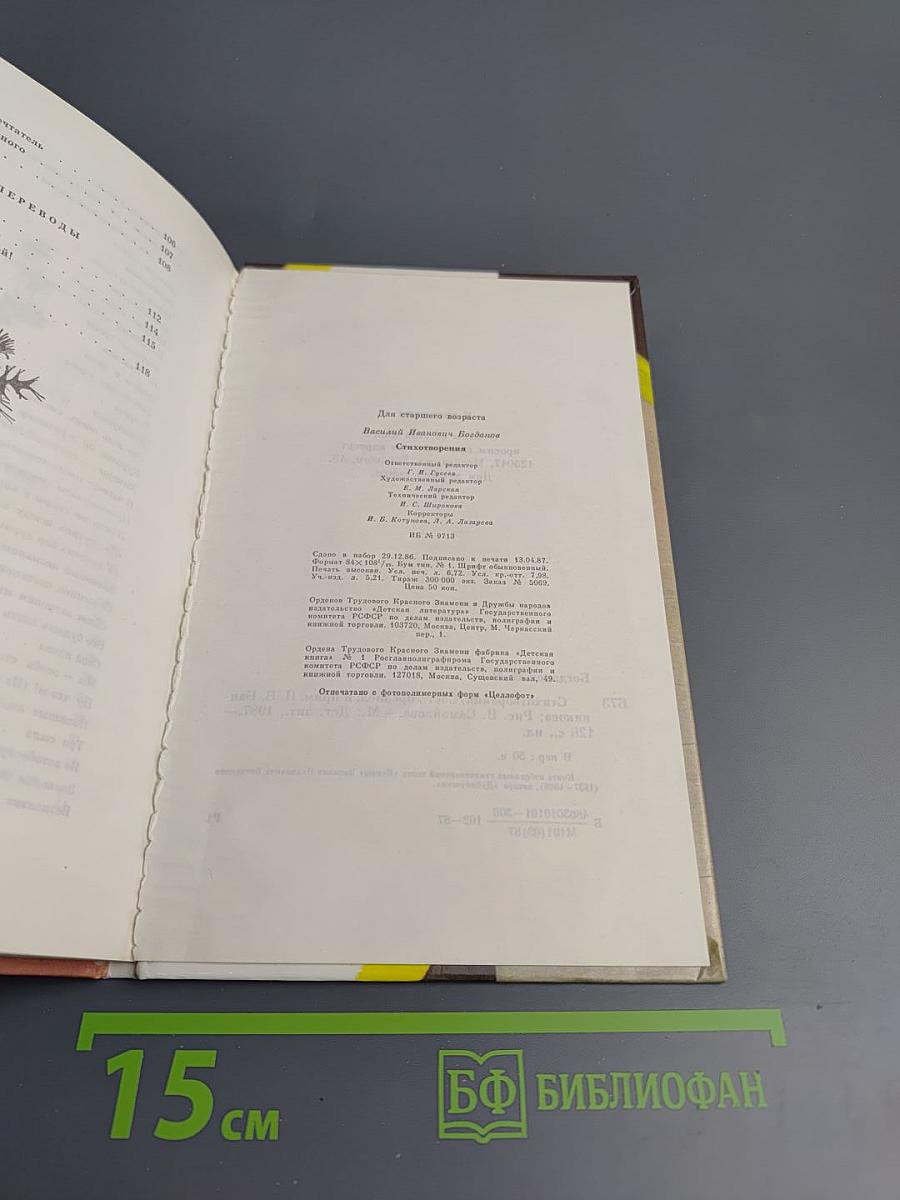 чтатель
ного
106
107
108
ПЕРЕВОДЫ
ей!
112
114
115
118
Для старшего возраста
Василий Иванович Богданов
Стихотворения
Ответственный редактор
Г. И. Гусева
Художественный редактор
Е. М. Ларская
Технический редактор
И. С. Широкова
Корректоры
И. Б. Котунова, Л. А. Лазарева
ИБ № 9713
Сдано в набор 29.12.86. Подписано к печати 13.04.87.
Формат 84×108¹/₃₂. Бум тип. № 1. Шрифт обыкновенный.
Печать высокая. Усл. печ. л. 6,72. Усл. кр.-отт. 7,98.
Уч.-изд. л. 5,21. Тираж 300 000 экз. Заказ № 5069.
Цена 50 коп.
Орденов Трудового Красного Знамени и Дружбы народов
издательство «Детская литература» Государственного
комитета РСФСР по делам издательств, полиграфии и
книжной торговли. 103720, Москва, Центр, М. Черкасский
пер., 1.
Ордена Трудового Красного Знамени фабрика «Детская
книга» № 1 Росглавполиграфпрома Государственного
комитета РСФСР по делам издательств, полиграфии и
книжной торговли. 127018, Москва, Сущевский вал, 49.
Отпечатано с фотополимерных форм «Целлофот»
15 см
БФ БИБЛИОФАН